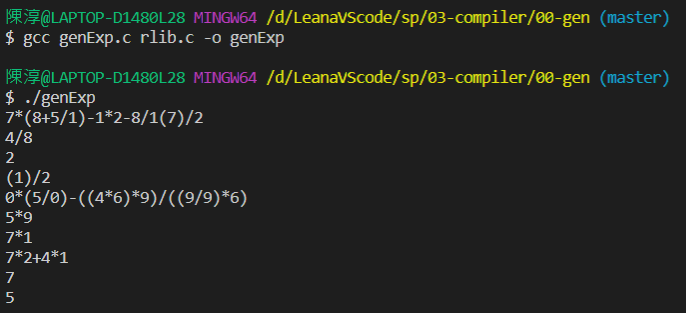 陳淳@LAPTOP-D1480L28 MINGW64 /d/LeanaVScode/sp/03-compiler/00-gen (master)
$ gcc genExp.c rlib.c -o genExp
陳淳@LAPTOP-D1480L28 MINGW64 /d/LeanaVScode/sp/03-compiler/00-gen (master)
$ ./genExp
7*(8+5/1)-1*2-8/1(7)/2
4/8
2
(1)/2
0*(5/0)-((4*6)*9)/((9/9)*6)
5*9
7*1
7*2+4*1
7
5